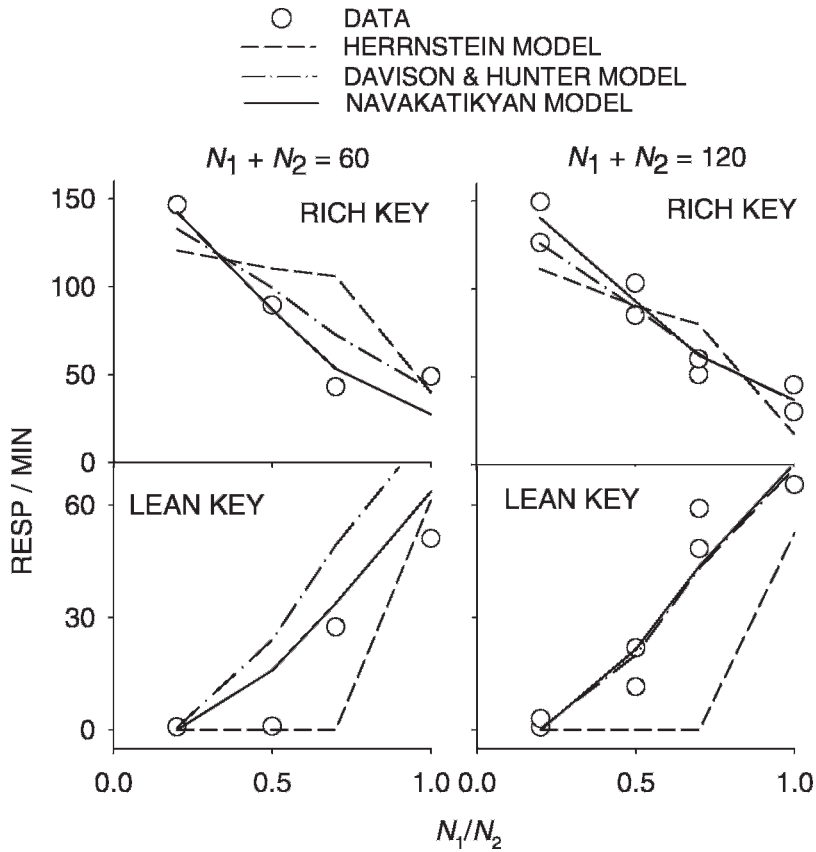 DATA
HERRNSTEIN MODEL
DAVISON & HUNTER MODEL
NAVAKATIKYAN MODEL
N₁ + N₂ = 60
N₁ + N₂ = 120
150
RICH KEY
RICH KEY
100
50
0
RESP / MIN
60
LEAN KEY
LEAN KEY
30
0
0.0 0.5 1.0 0.0 0.5 1.0
N₁/N₂